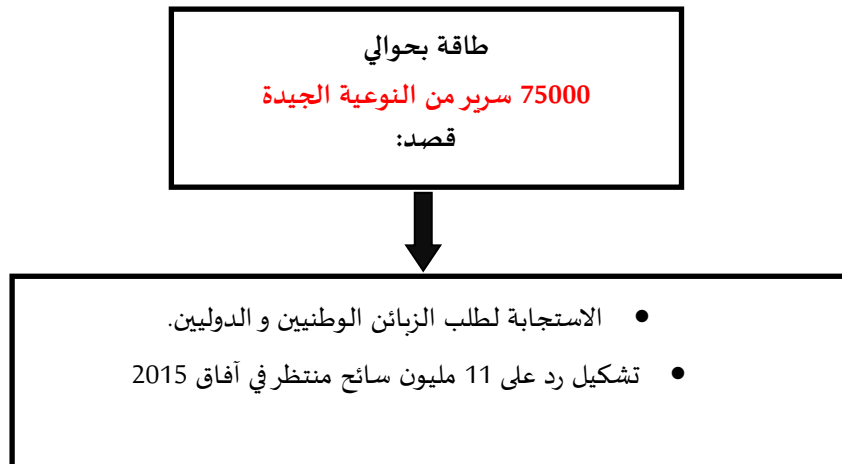 طاقة بحوالي
75000 سرير من النوعية الجيدة
قصد:
● الاستجابة لطلب الزبائن الوطنيين و الدوليين.
● تشكيل رد على 11 مليون سائح منتظر في آفاق 2015